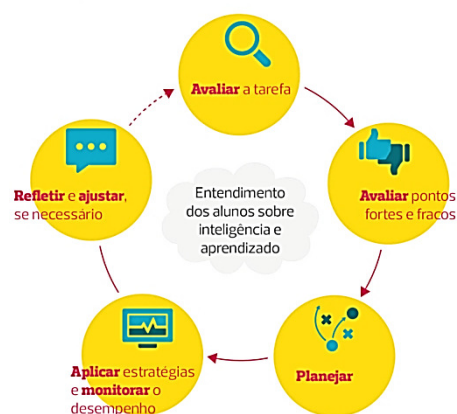 Avaliar a tarefa
Avaliar pontos
fortes e fracos
Planejar
Aplicar estratégias
e monitorar o
desempenho
Refletir e ajustar,
se necessário
Entendimento
dos alunos sobre
inteligência e
aprendizado